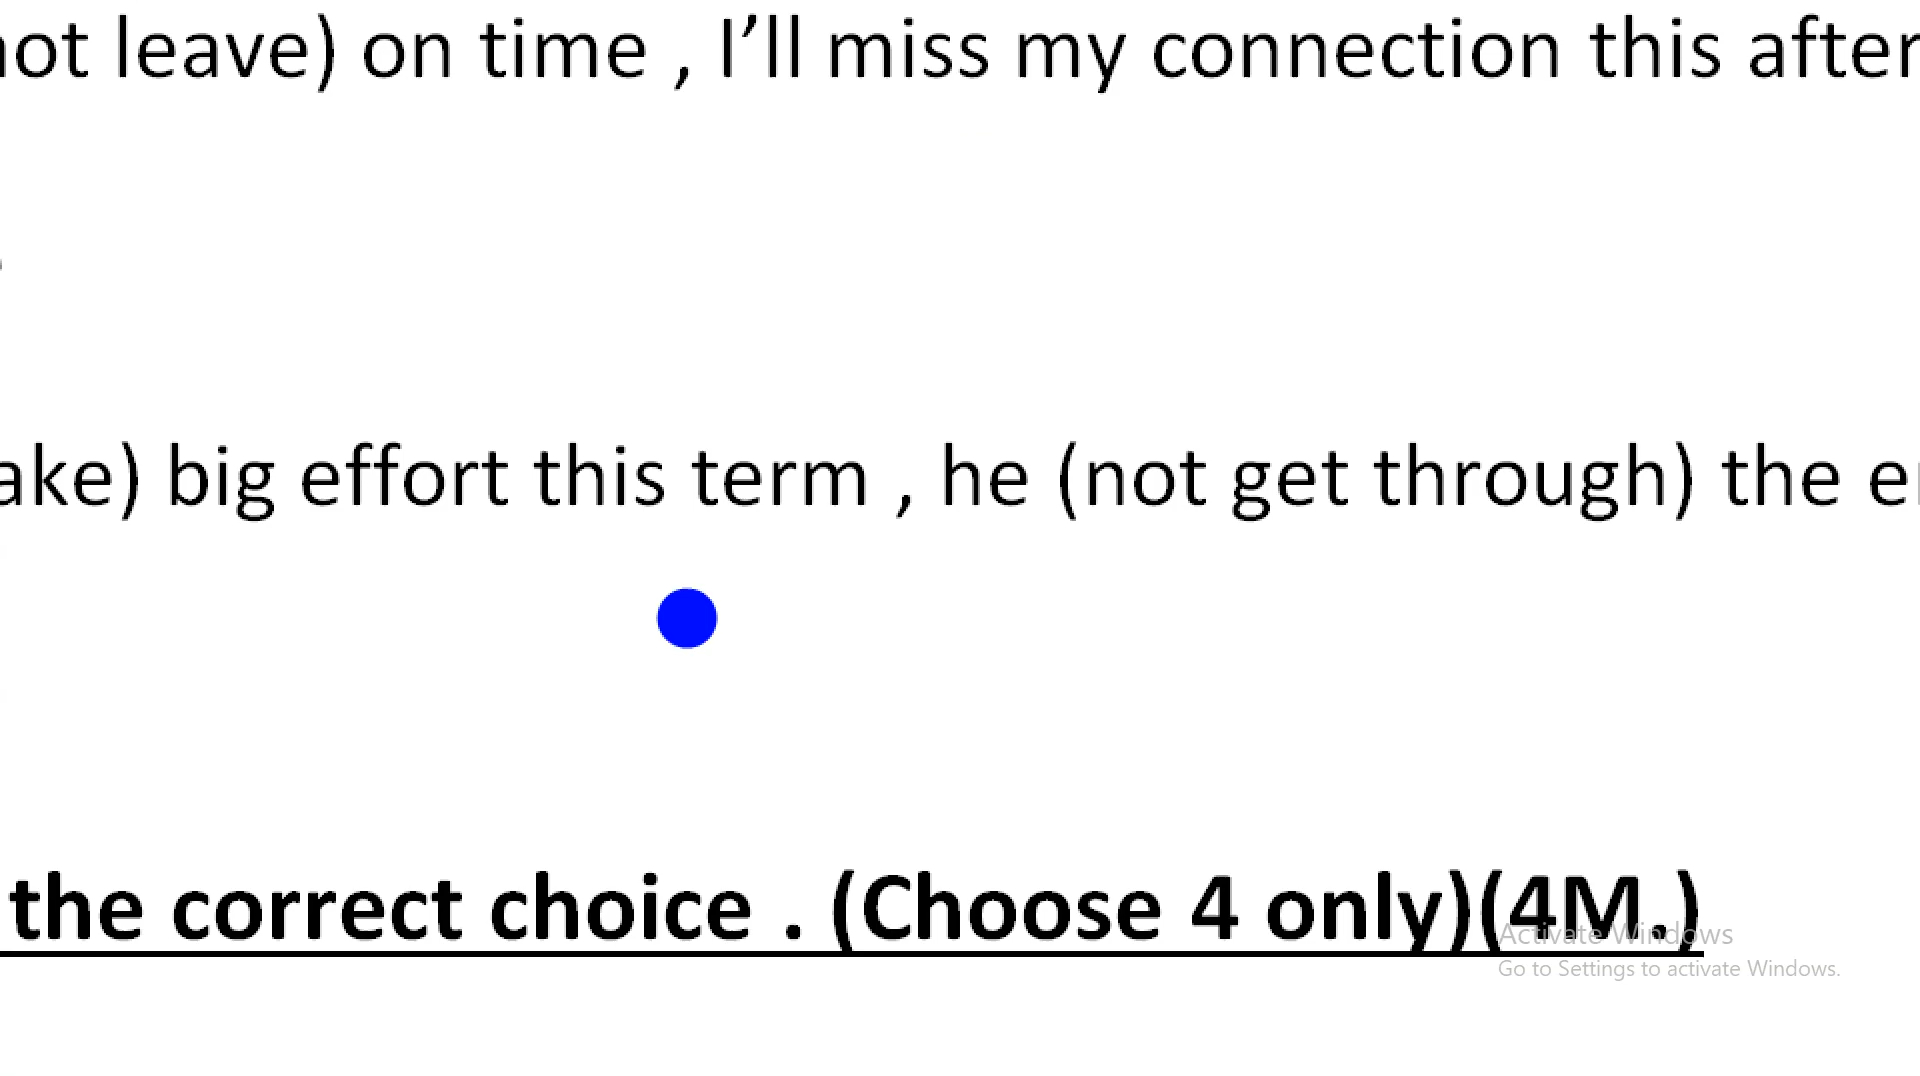 not leave) on time , I’ll miss my connection this after
ake) big effort this term , he (not get through) the
the correct choice . (Choose 4 only)(4M.)
Activate Windows
Go to Settings to activate Windows.